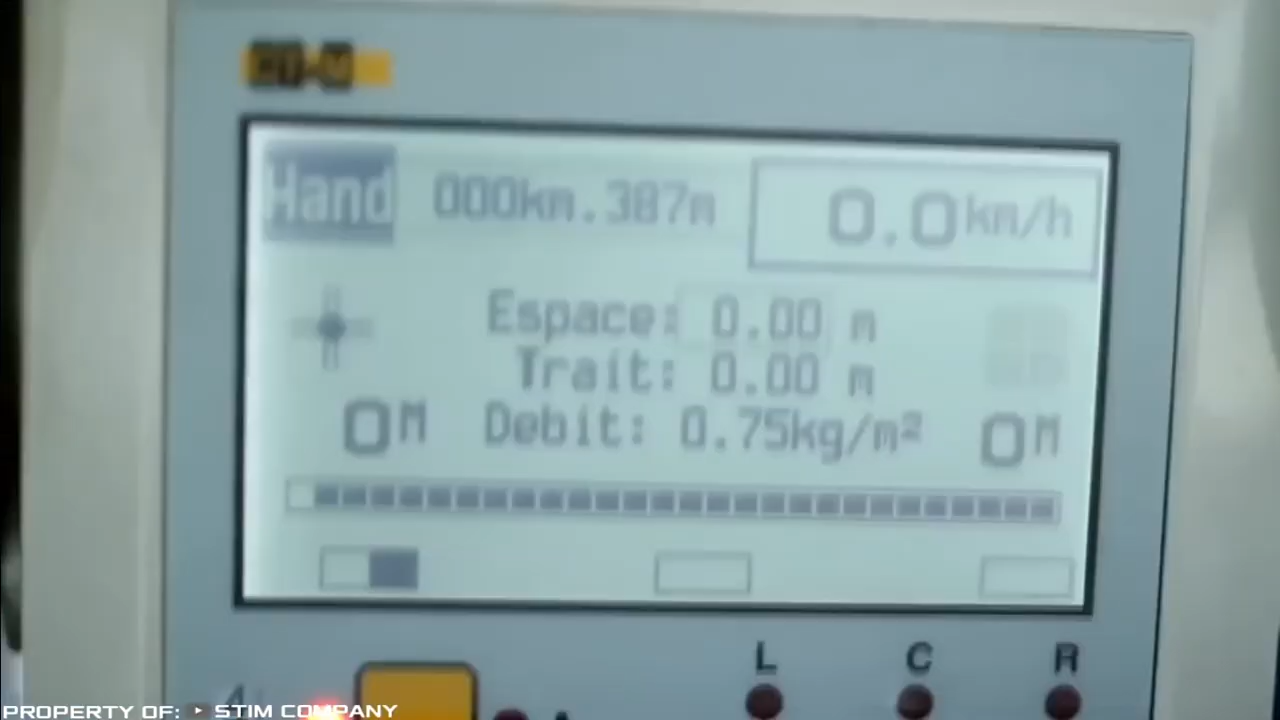 Hand 000km.387m 0.0km/h
Espace: 0.00 m
Trait: 0.00 m
0M Debit: 0.75kg/m² 0M
L C R
PROPERTY OF: ▸ STIM COMPANY